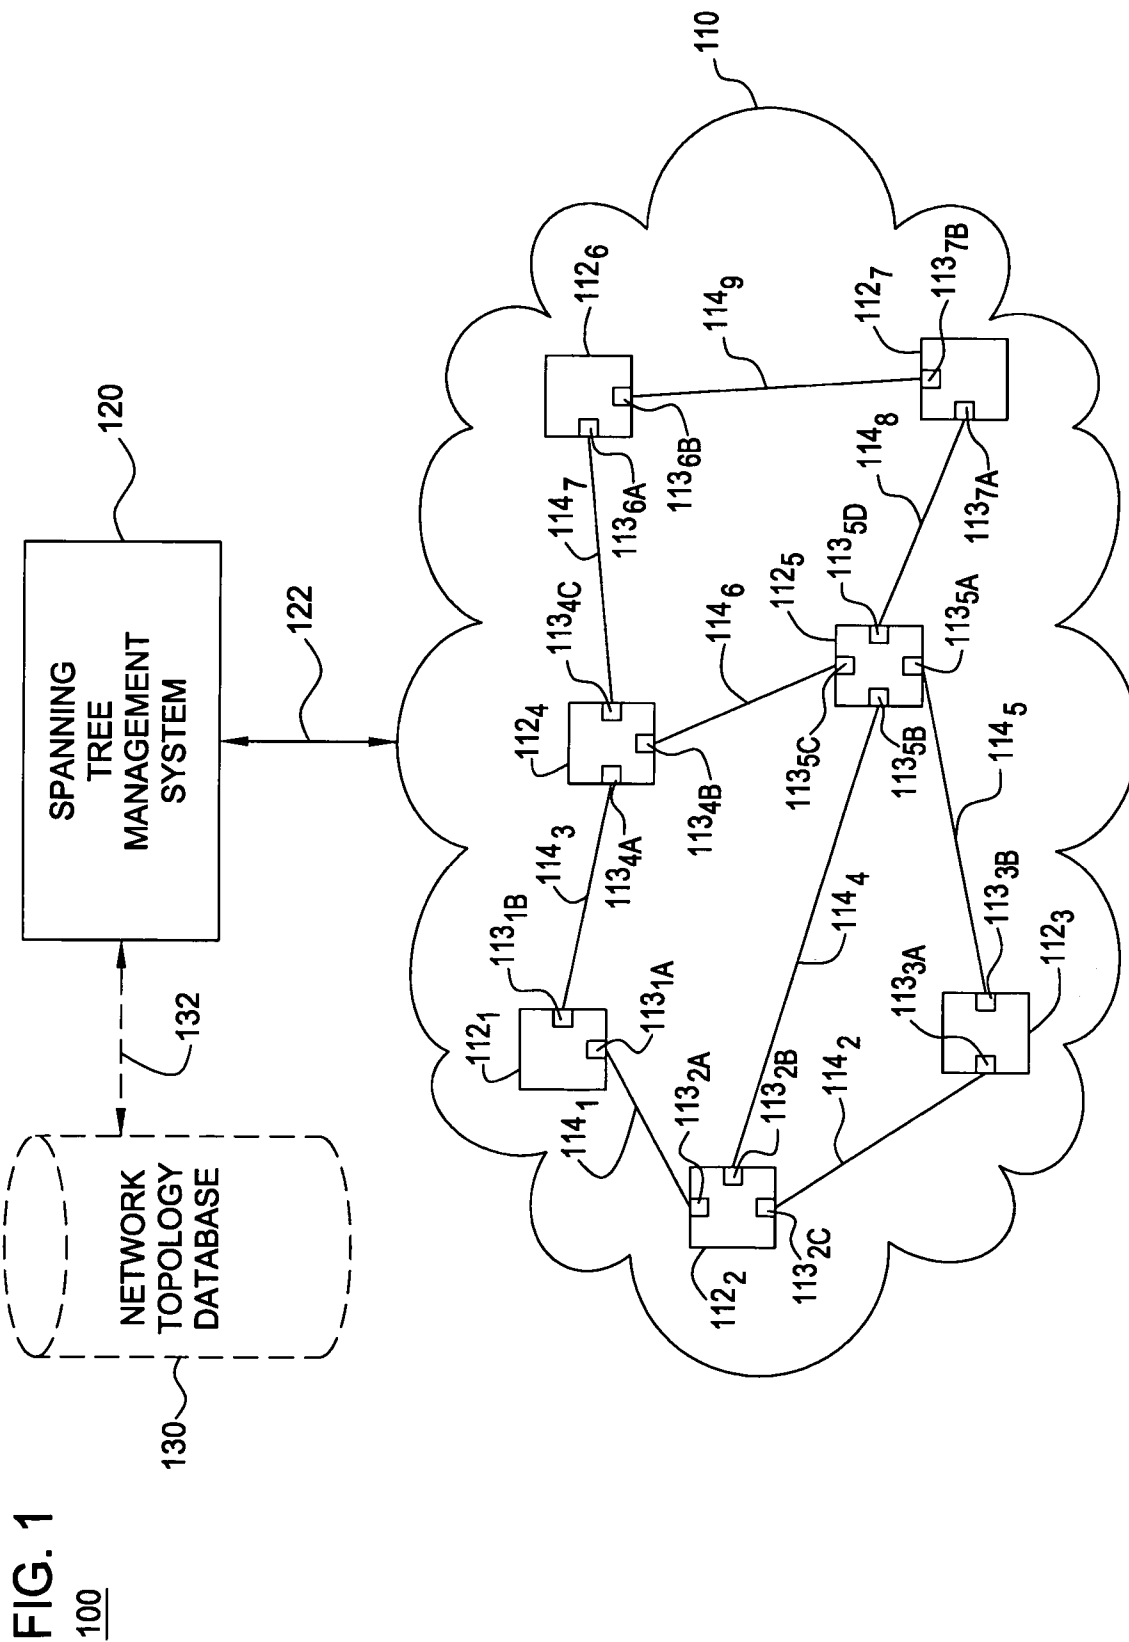 FIG. 1
100
NETWORK
TOPOLOGY
DATABASE
130
132
SPANNING
TREE
MANAGEMENT
SYSTEM
120
122
110
112₁
113₁B
113₁A
114₃
114₁
112₄
113₄A
113₄B
113₄C
114₇
112₆
113₆A
113₆B
114₉
114₆
112₂
113₂A
113₂B
113₂C
114₄
114₂
112₅
113₅C
113₅B
113₅D
113₅A
114₈
114₅
112₇
113₇B
113₇A
113₃A
113₃B
112₃